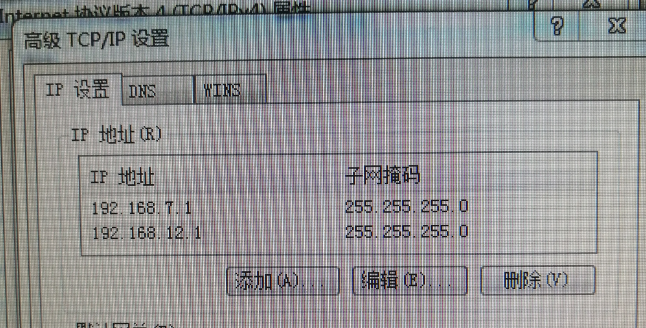 Internet 协议版本 4 (TCP/IPv4) 属性
高级 TCP/IP 设置
IP 设置 DNS WINS
IP 地址(R)
IP 地址 子网掩码
192.168.7.1 255.255.255.0
192.168.12.1 255.255.255.0
添加(A)... 编辑(E)... 删除(V)